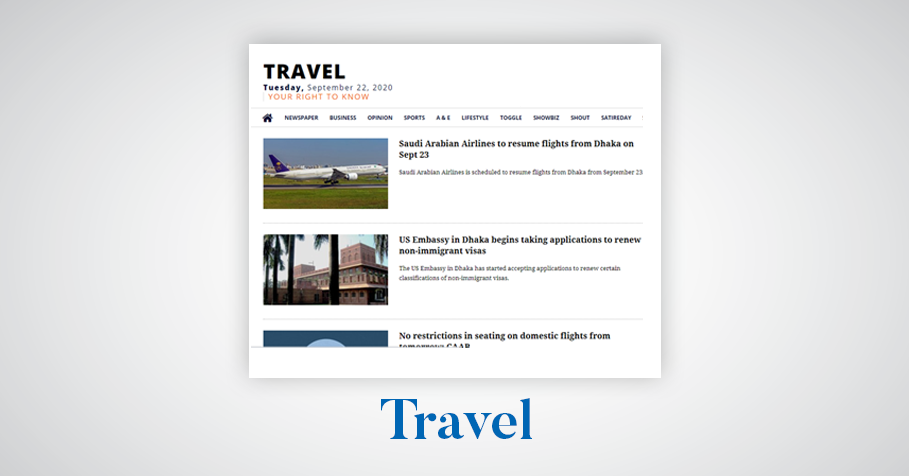 TRAVEL
Tuesday, September 22, 2020
YOUR RIGHT TO KNOW
NEWSPAPER BUSINESS OPINION SPORTS A & E LIFESTYLE TOGGLE SHOWBIZ SHOUT SATIREDAY
Saudi Arabian Airlines to resume flights from Dhaka on
Sept 23
Saudi Arabian Airlines is scheduled to resume flights from Dhaka from September 23
US Embassy in Dhaka begins taking applications to renew
non-immigrant visas
The US Embassy in Dhaka has started accepting applications to renew certain
classifications of non-immigrant visas.
No restrictions in seating on domestic flights from
tomorrow: CAAB
Travel